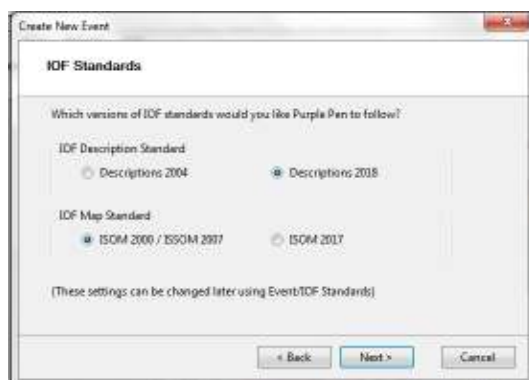 Create New Event
IOF Standards
Which versions of IOF standards would you like Purple Pen to follow?
IOF Description Standard
Descriptions 2004
Descriptions 2018
IOF Map Standard
ISOM 2000 / ISSOM 2007
ISOM 2017
(These settings can be changed later using Event/IOF Standards)
< Back
Next >
Cancel